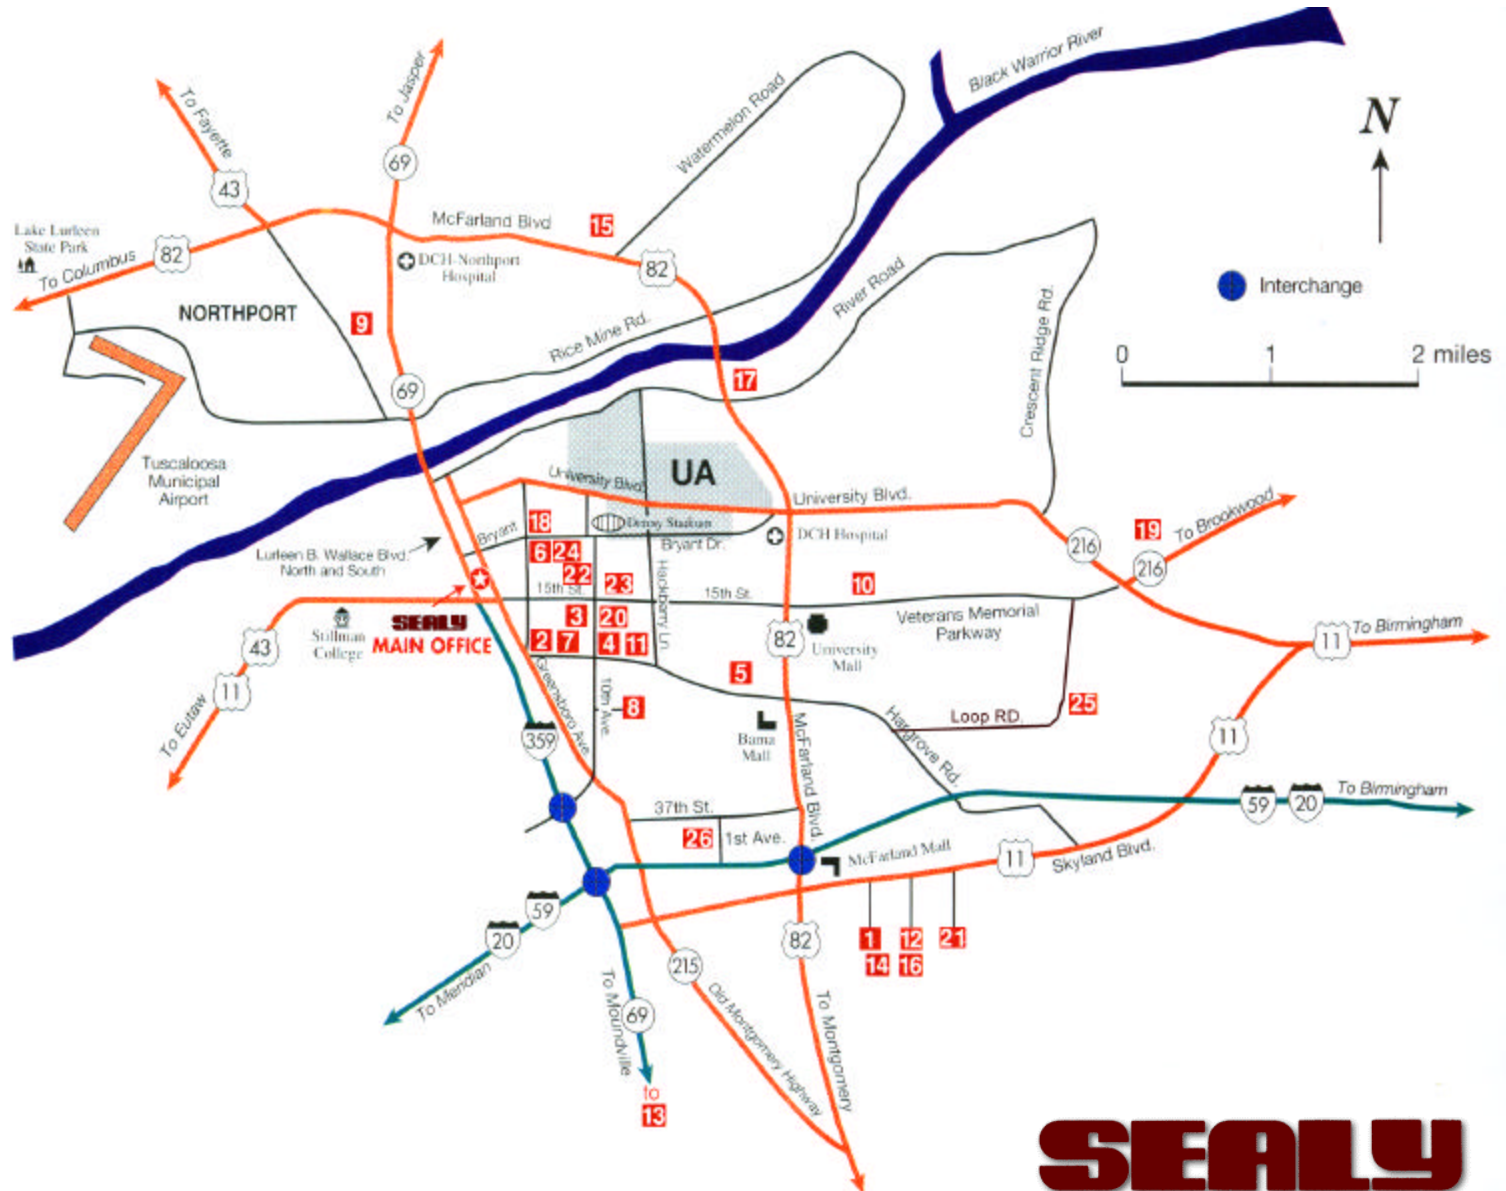 To Jasper
To Fayette
69
43
Watermelon Road
Black Warrior River
N
McFarland Blvd
15
Lake Lurleen
State Park
82
To Columbus
DCH-Northport
Hospital
82
River Road
Interchange
NORTHPORT
9
Rice Mine Rd.
Crescent Ridge Rd.
0 1 2 miles
17
69
Tuscaloosa
Municipal
Airport
UA
University Blvd.
University Blvd.
Bryant
18
Denny Stadium
Bryant Dr.
DCH Hospital
19
To Brookwood
216
216
Lurleen B. Wallace Blvd.
North and South
6 24
22 23
10
15th St.
15th St.
Hackberry Ln.
Veterans Memorial
Parkway
SEALY
MAIN OFFICE
Stillman
College
3 20
2 7 4 11
82
University
Mall
11
To Birmingham
43
11
To Eutaw
5
Greensboro Ave.
10th Ave.
8
25
Loop RD.
359
Bama
Mall
McFarland Blvd.
Hargrove Rd.
11
37th St.
26
1st Ave.
59 20
To Birmingham
McFarland Mall
11
Skyland Blvd.
59
20
To Meridian
82
1 12 21
14 16
215
To Moundville
69
Old Montgomery Highway
To Montgomery
to
13
SEALY